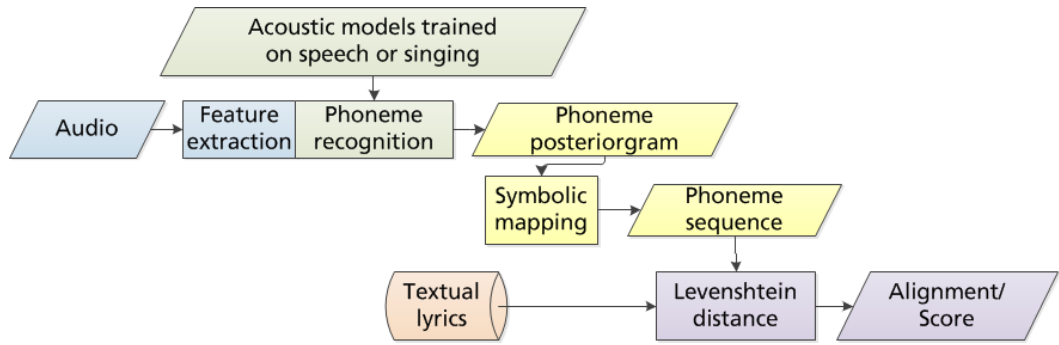 Acoustic models trained
on speech or singing
Audio
Feature
extraction
Phoneme
recognition
Phoneme
posteriorgram
Symbolic
mapping
Phoneme
sequence
Textual
lyrics
Levenshtein
distance
Alignment/
Score